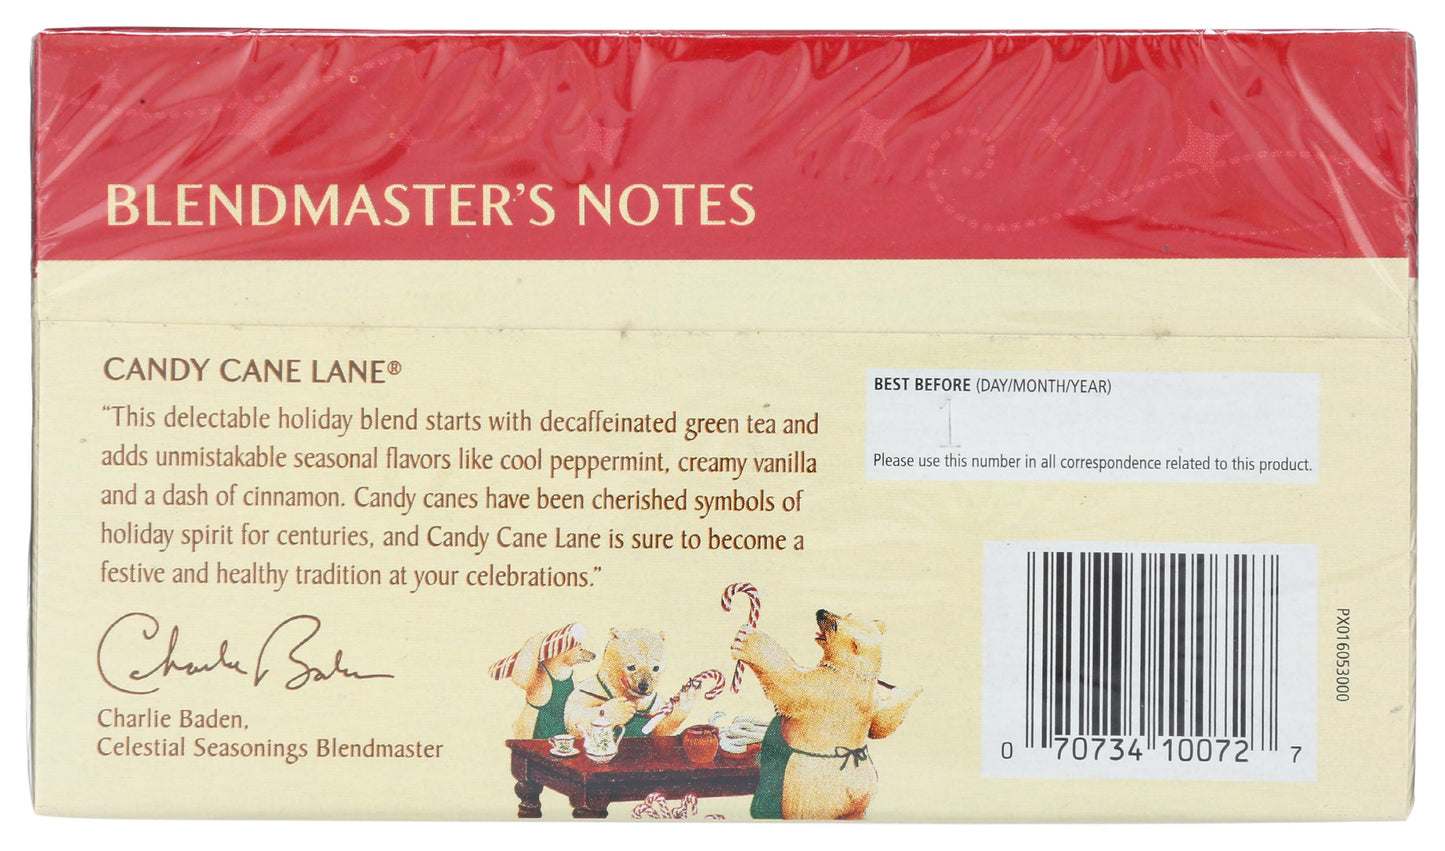 BLENDMASTER'S NOTES
CANDY CANE LANE®
"This delectable holiday blend starts with decaffeinated green tea and
adds unmistakable seasonal flavors like cool peppermint, creamy vanilla
and a dash of cinnamon. Candy canes have been cherished symbols of
holiday spirit for centuries, and Candy Cane Lane is sure to become a
festive and healthy tradition at your celebrations."
Charlie Baden
Charlie Baden,
Celestial Seasonings Blendmaster
BEST BEFORE (DAY/MONTH/YEAR)
1
Please use this number in all correspondence related to this product.
0 70734 10072 7
PX016053000